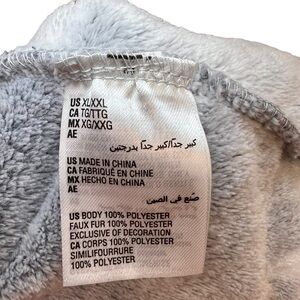 US XL/XXL
CA TG/TTG
MX XG/XXG
AE
كبير جداً/كبير جداً بدرجتين
US MADE IN CHINA
CA FABRIQUÉ EN CHINE
MX HECHO EN CHINA
AE
صنع في الصين
US BODY 100% POLYESTER
FAUX FUR 100% POLYESTER
EXCLUSIVE OF DECORATION
CA CORPS 100% POLYESTER
SIMILIFOURRURE
100% POLYESTER